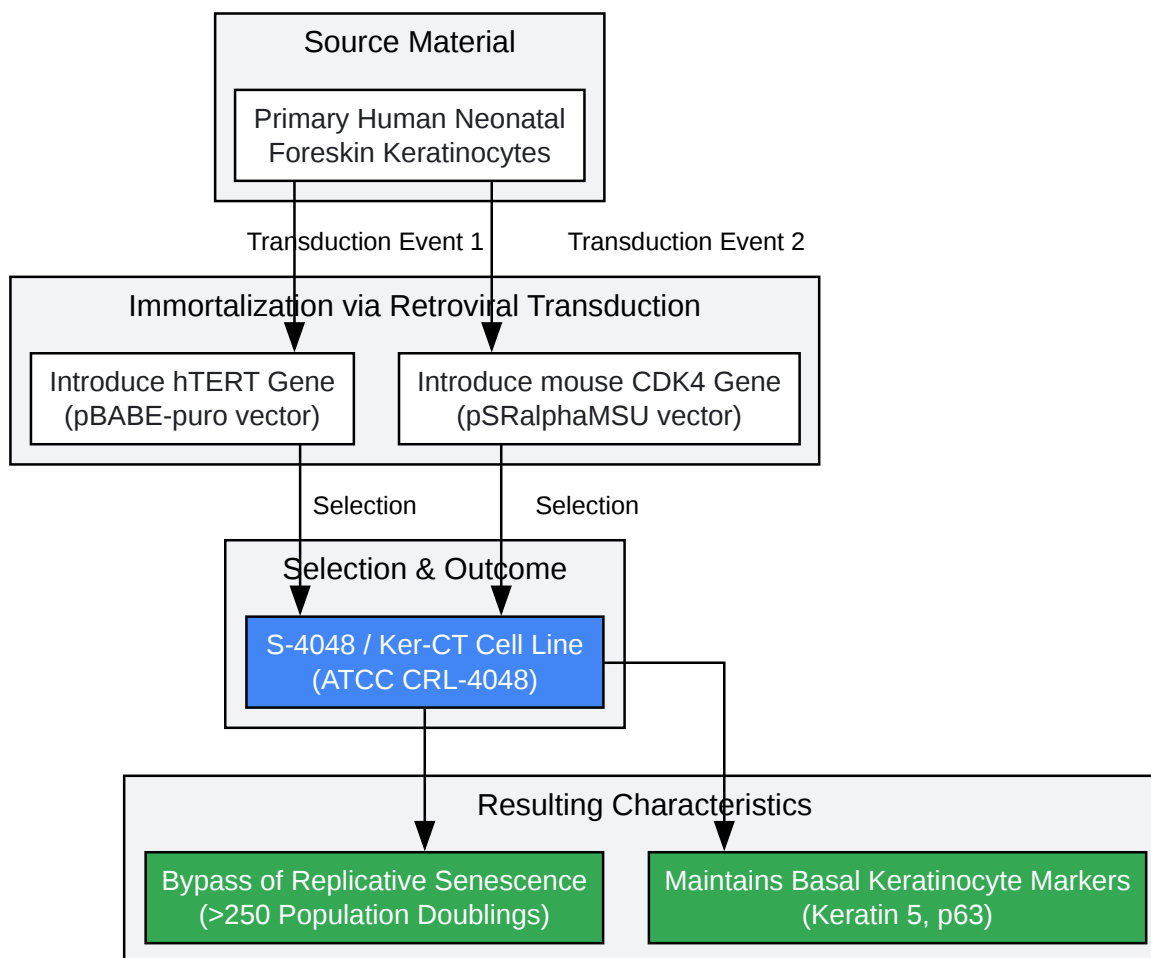 Source Material
Primary Human Neonatal
Foreskin Keratinocytes
Transduction Event 1
Transduction Event 2
Immortalization via Retroviral Transduction
Introduce hTERT Gene
(pBABE-puro vector)
Introduce mouse CDK4 Gene
(pSRalphaMSU vector)
Selection
Selection
Selection & Outcome
S-4048 / Ker-CT Cell Line
(ATCC CRL-4048)
Resulting Characteristics
Bypass of Replicative Senescence
(>250 Population Doublings)
Maintains Basal Keratinocyte Markers
(Keratin 5, p63)